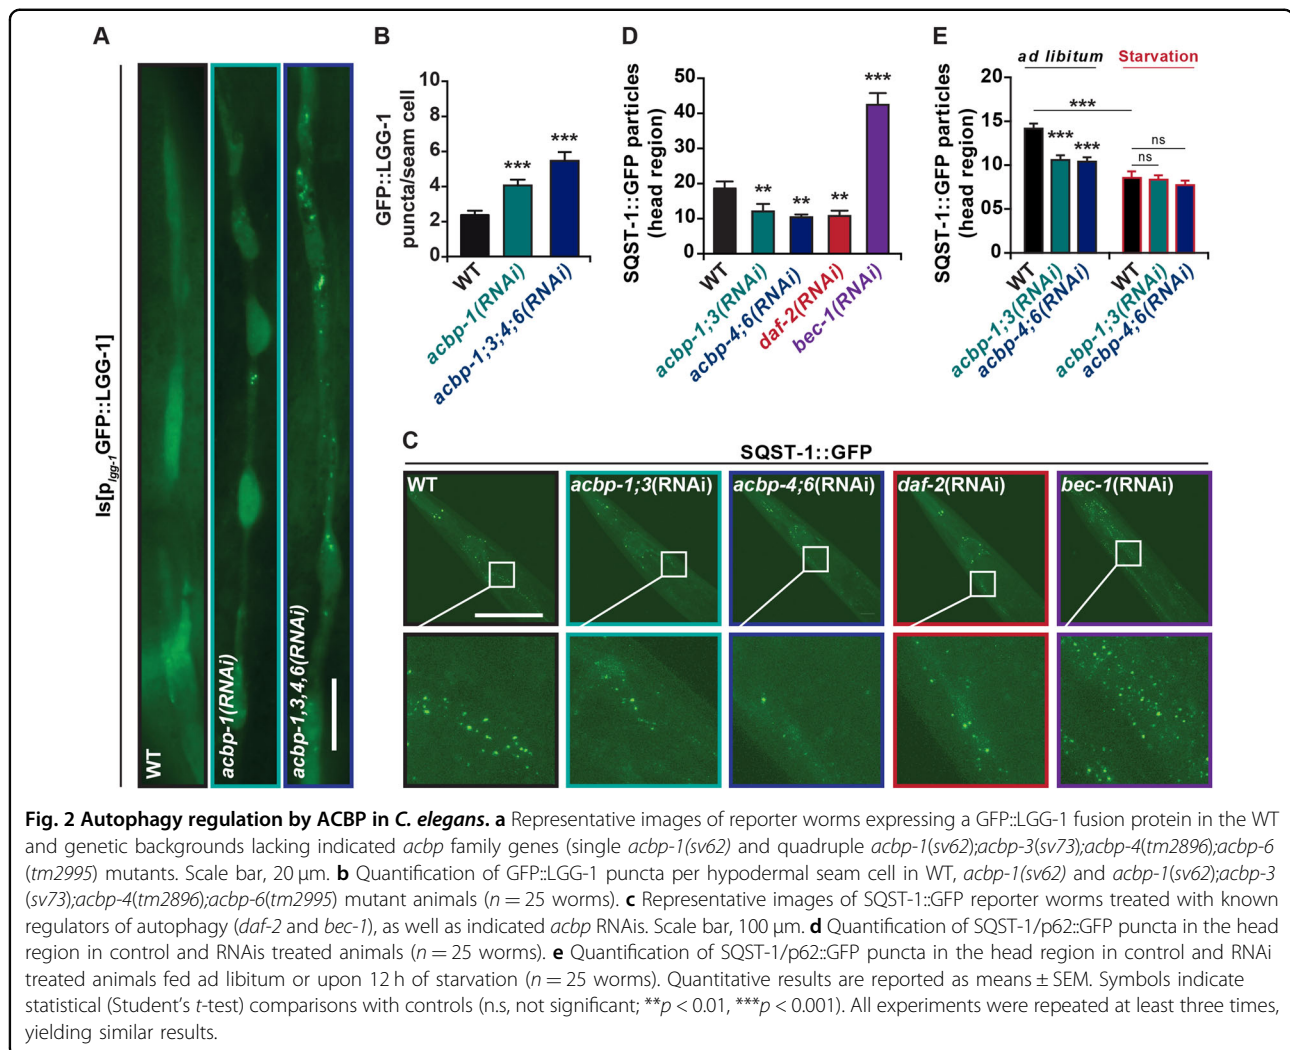 A
Is[plgg-1GFP::LGG-1]
WT
acbp-1(RNAi)
acbp-1,3,4,6(RNAi)
B
GFP::LGG-1
puncta/seam cell
10
8
6
4
2
0
***
***
WT
acbp-1(RNAi)
acbp-1;3;4;6(RNAi)
D
SQST-1::GFP particles
(head region)
50
40
30
20
10
0
**
**
**
***
WT
acbp-1;3(RNAi)
acbp-4;6(RNAi)
daf-2(RNAi)
bec-1(RNAi)
E
ad libitum
Starvation
SQST-1::GFP particles
(head region)
20
15
10
05
0
***
***
***
ns
ns
WT
acbp-1;3(RNAi)
acbp-4;6(RNAi)
WT
acbp-1;3(RNAi)
acbp-4;6(RNAi)
C
SQST-1::GFP
WT
acbp-1;3(RNAi)
acbp-4;6(RNAi)
daf-2(RNAi)
bec-1(RNAi)
Fig. 2 Autophagy regulation by ACBP in C. elegans. a Representative images of reporter worms expressing a GFP::LGG-1 fusion protein in the WT
and genetic backgrounds lacking indicated acbp family genes (single acbp-1(sv62) and quadruple acbp-1(sv62);acbp-3(sv73);acbp-4(tm2896);acbp-6
(tm2995) mutants. Scale bar, 20 µm. b Quantification of GFP::LGG-1 puncta per hypodermal seam cell in WT, acbp-1(sv62) and acbp-1(sv62);acbp-3
(sv73);acbp-4(tm2896);acbp-6(tm2995) mutant animals (n = 25 worms). c Representative images of SQST-1::GFP reporter worms treated with known
regulators of autophagy (daf-2 and bec-1), as well as indicated acbp RNAis. Scale bar, 100 µm. d Quantification of SQST-1/p62::GFP puncta in the head
region in control and RNAis treated animals (n = 25 worms). e Quantification of SQST-1/p62::GFP puncta in the head region in control and RNAi
treated animals fed ad libitum or upon 12 h of starvation (n = 25 worms). Quantitative results are reported as means ± SEM. Symbols indicate
statistical (Student's t-test) comparisons with controls (n.s, not significant; **p < 0.01, ***p < 0.001). All experiments were repeated at least three times,
yielding similar results.